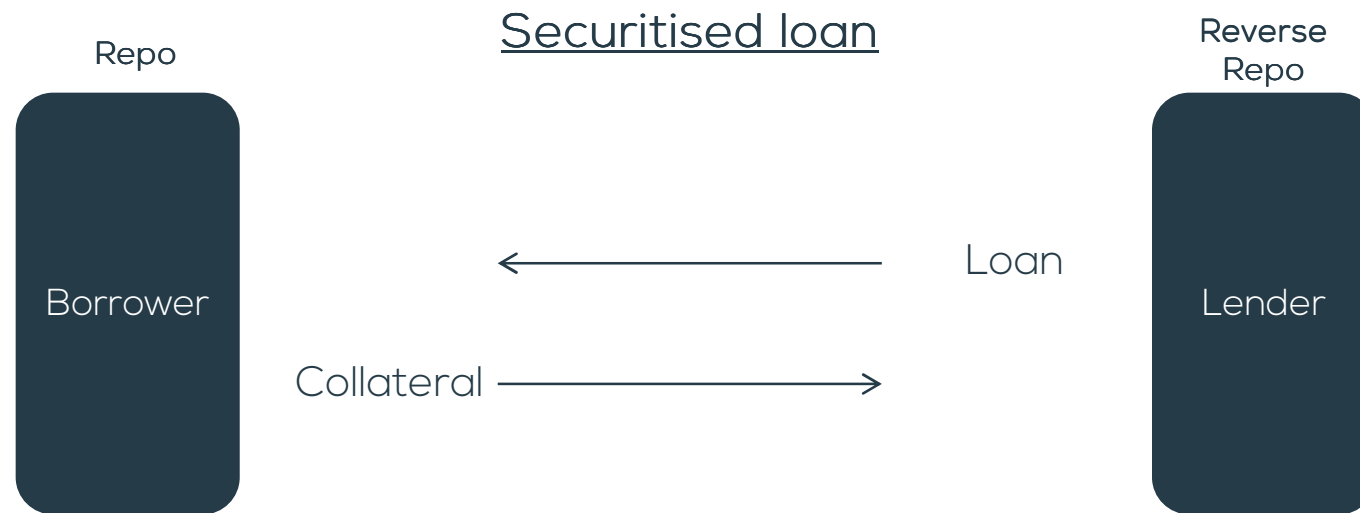 Securitised loan
Repo
Reverse
Repo
Loan
Borrower
Lender
Collateral